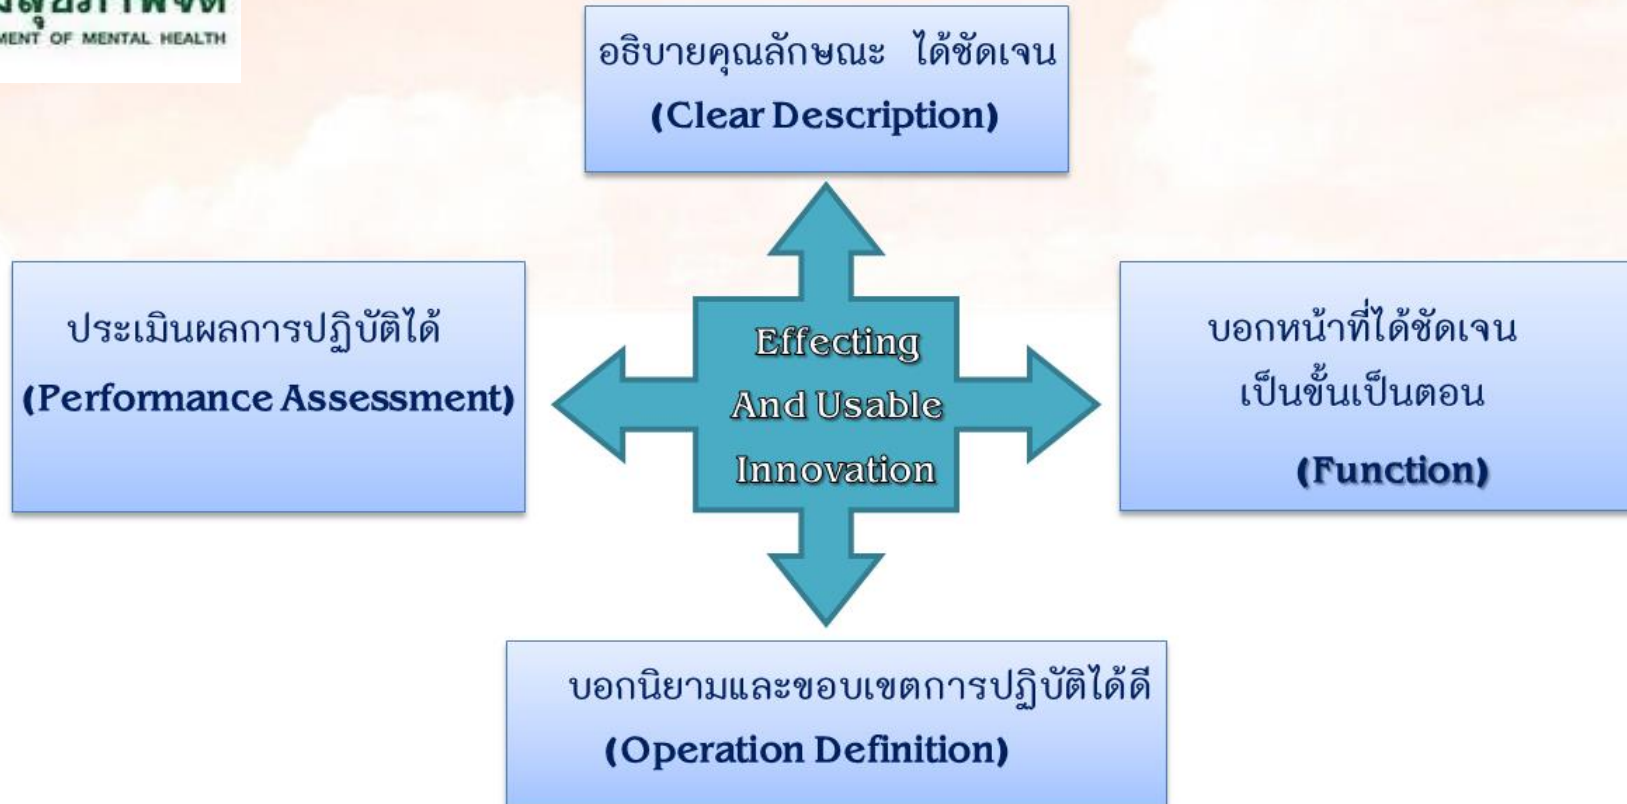 MENT OF MENTAL HEALTH
อธิบายคุณลักษณะ ได้ชัดเจน
(Clear Description)
ประเมินผลการปฏิบัติได้
(Performance Assessment)
Effecting
And Usable
Innovation
บอกหน้าที่ได้ชัดเจน
เป็นขั้นเป็นตอน
(Function)
บอกนิยามและขอบเขตการปฏิบัติได้ดี
(Operation Definition)